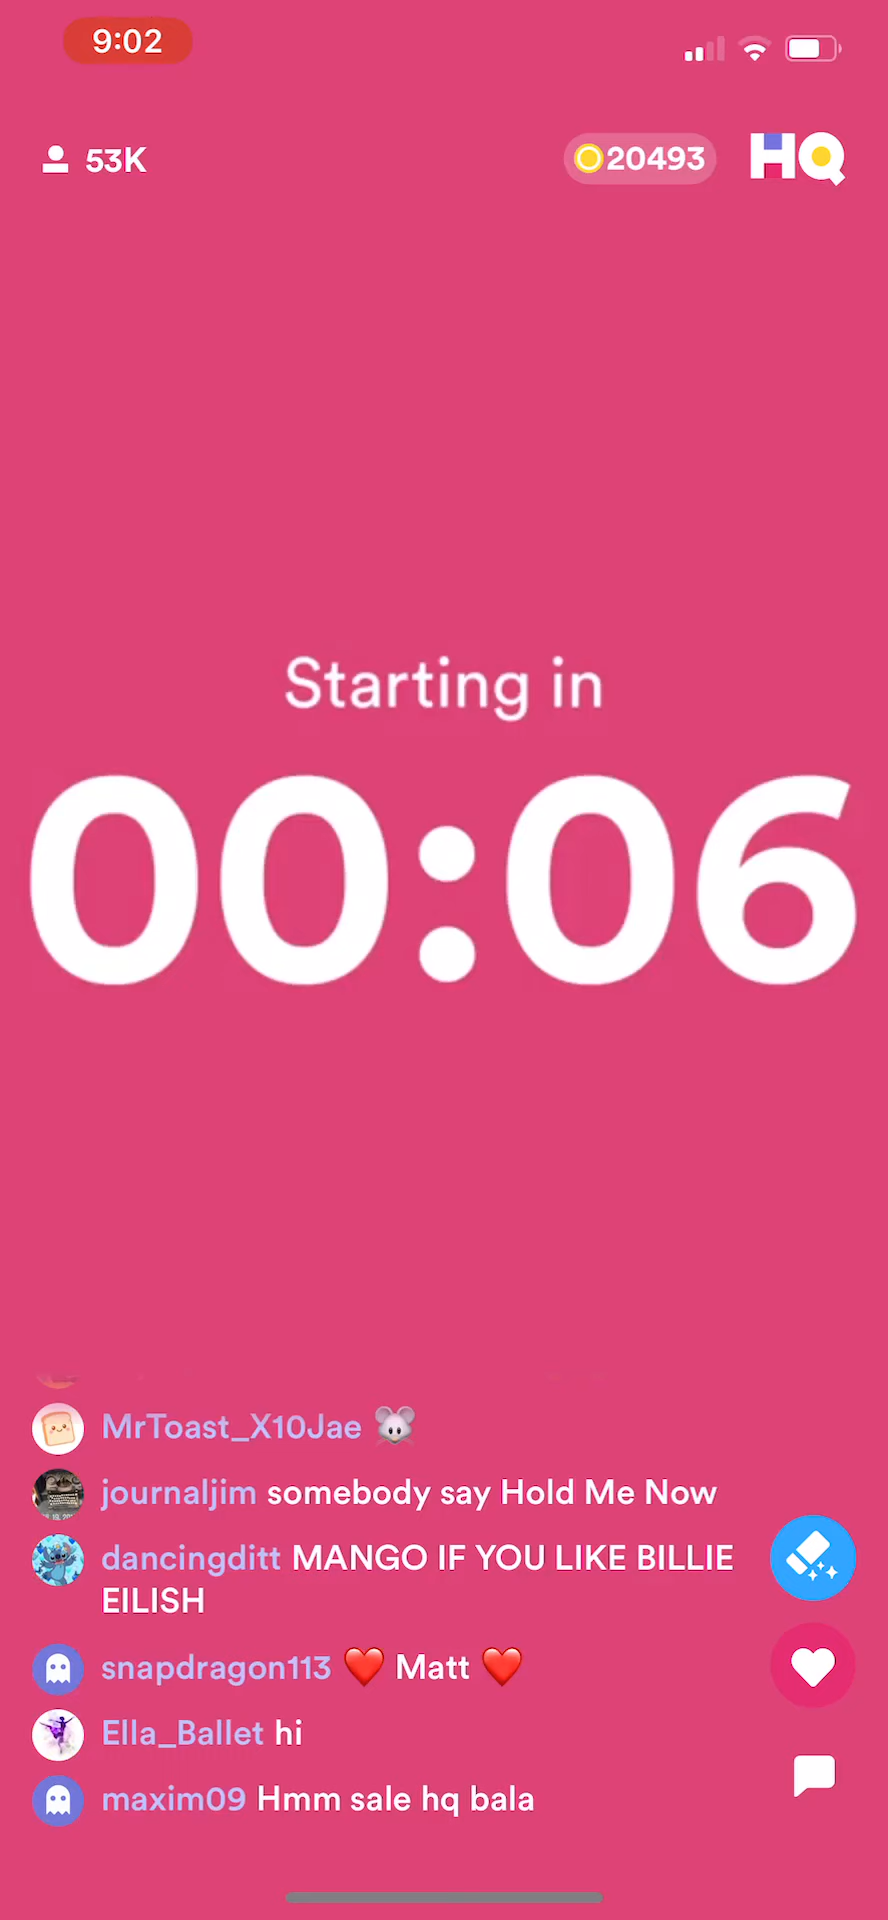 9:02
53K
20493
HQ
Starting in
00:06
MrToast_X10Jae
journaljim somebody say Hold Me Now
dancingditt MANGO IF YOU LIKE BILLIE
EILISH
snapdragon113 ❤️ Matt ❤️
Ella_Ballet hi
maxim09 Hmm sale hq bala